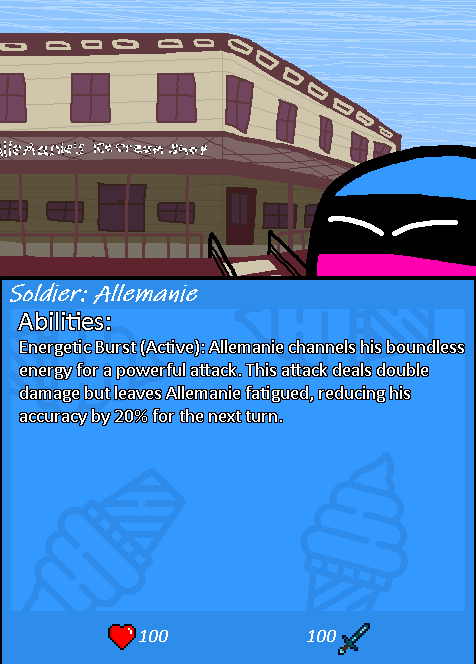 Soldier: Allemanie
Abilities:
Energetic Burst (Active): Allemanie channels his boundless
energy for a powerful attack. This attack deals double
damage but leaves Allemanie fatigued, reducing his
accuracy by 20% for the next turn.
100
100